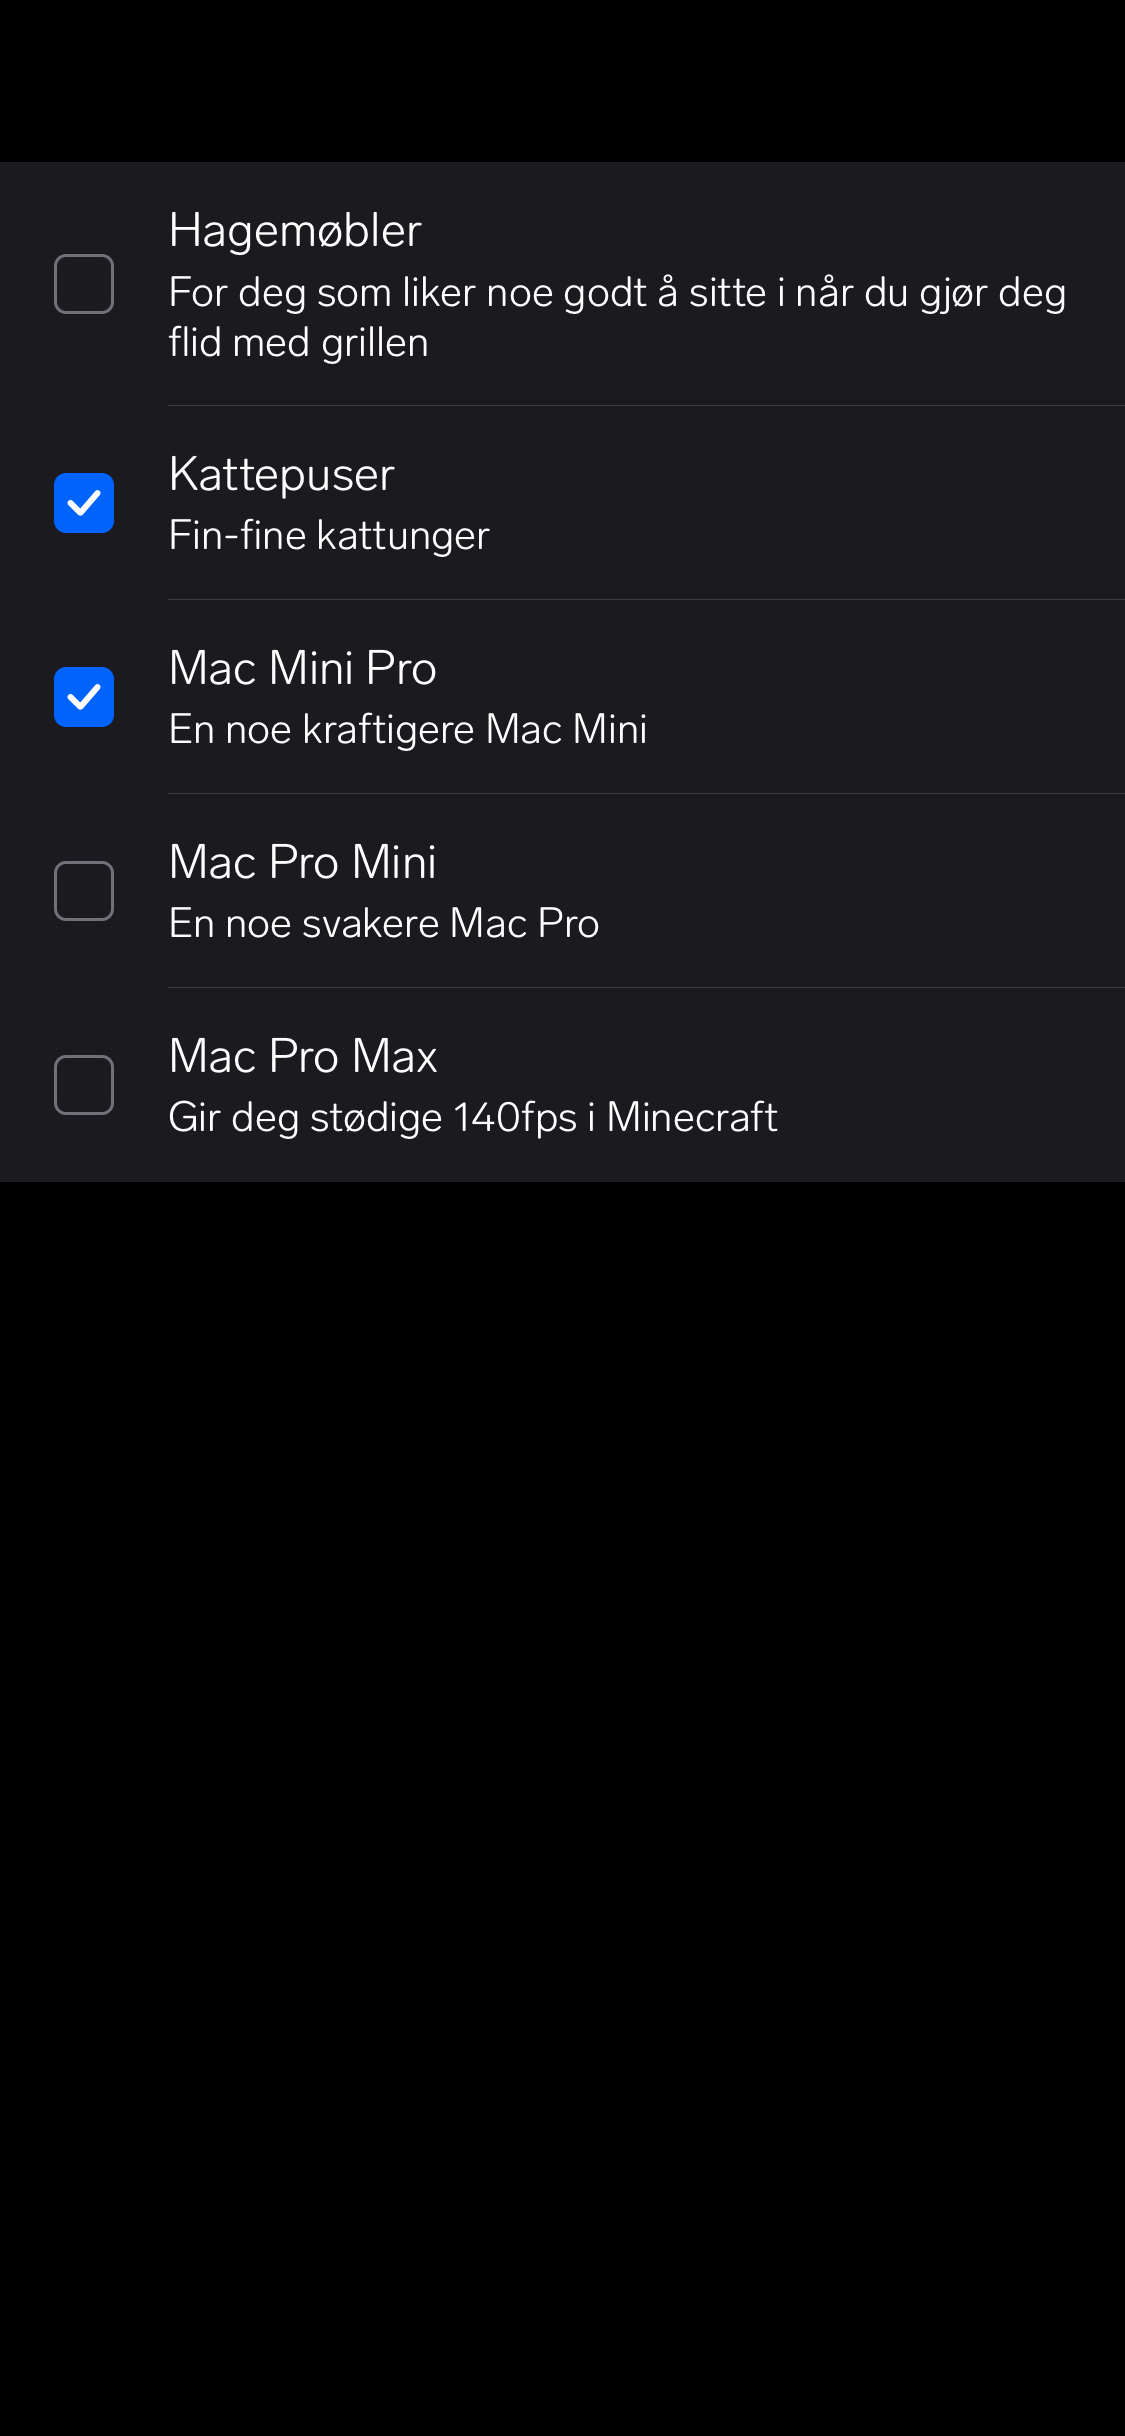 Hagemøbler
For deg som liker noe godt å sitte i når du gjør deg
flid med grillen
Kattepuser
Fin-fine kattunger
Mac Mini Pro
En noe kraftigere Mac Mini
Mac Pro Mini
En noe svakere Mac Pro
Mac Pro Max
Gir deg stødige 140fps i Minecraft